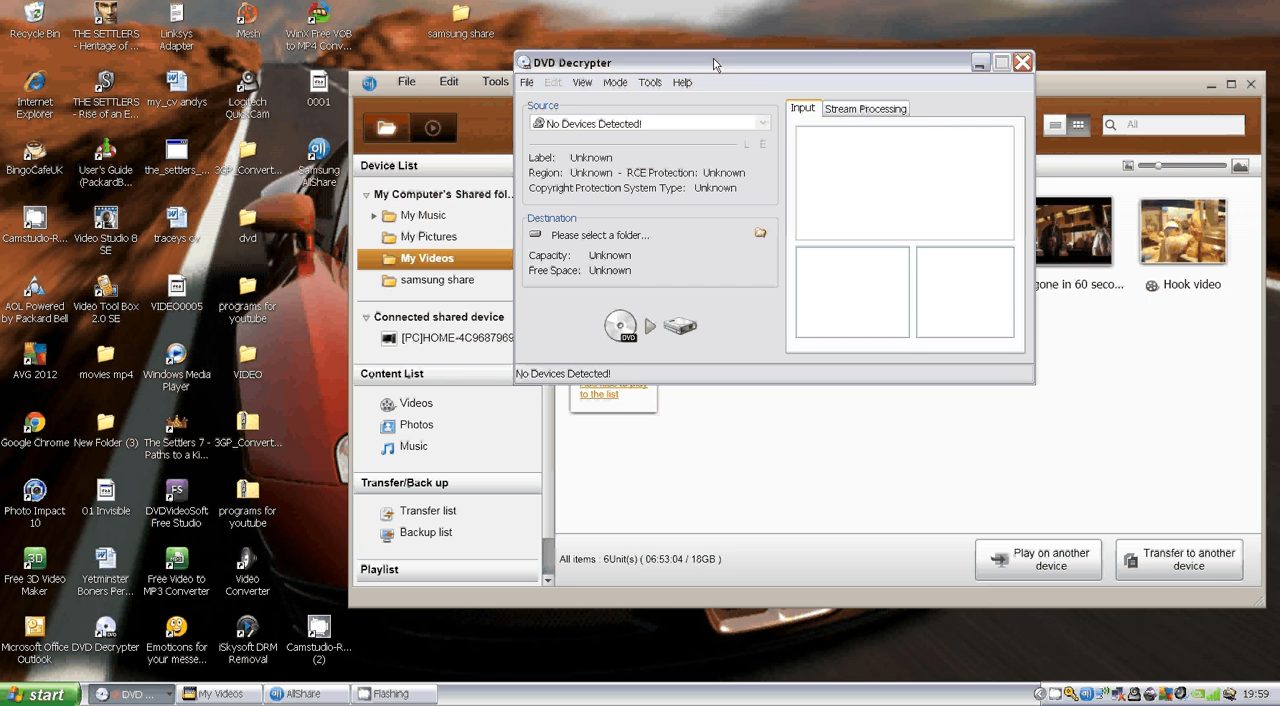 Recycle Bin
THE SETTLERS
- Heritage of ...
Linksys
Adapter
iMesh
WinX Free VOB
to MP4 Conv...
samsung share
Internet
Explorer
THE SETTLERS
- Rise of an E...
my_cv andys
Logitech
QuickCam
0001
BingoCafeUK
User's Guide
(PackardB...
the_settlers_...
3GP_Convert...
Samsung
AllShare
Camstudio-R...
Video Studio 8
SE
traceys cv
dvd
AOL Powered
by Packard Bell
Video Tool Box
2.0 SE
VIDEO0005
programs for
youtube
AVG 2012
movies mp4
Windows Media
Player
VIDEO
Google Chrome
New Folder (3)
The Settlers 7 -
Paths to a Ki...
3GP_Convert...
Photo Impact
10
01 Invisible
DVDVideoSoft
Free Studio
programs for
youtube
Free 3D Video
Maker
Yetminster
Boners Per...
Free Video to
MP3 Converter
Video
Converter
Microsoft Office
Outlook
DVD Decrypter
Emoticons for
your messe...
iSkysoft DRM
Removal
Camstudio-R...
(2)
File Edit Tools
All
Device List
My Computer's Shared fol...
My Music
My Pictures
My Videos
samsung share
Connected shared device
[PC]HOME-4C9687969
Content List
Videos
Photos
Music
Transfer/Back up
Transfer list
Backup list
Playlist
DVD Decrypter
File Edit View Mode Tools Help
Source
No Devices Detected!
L E
Label: Unknown
Region: Unknown - RCE Protection: Unknown
Copyright Protection System Type: Unknown
Destination
Please select a folder...
Capacity: Unknown
Free Space: Unknown
DVD
Input Stream Processing
No Devices Detected!
gone in 60 seco...
Hook video
to the list
All items : 6Unit(s) ( 06:53:04 / 18GB )
Play on another
device
Transfer to another
device
start
DVD ...
My Videos
AllShare
Flashing
19:59